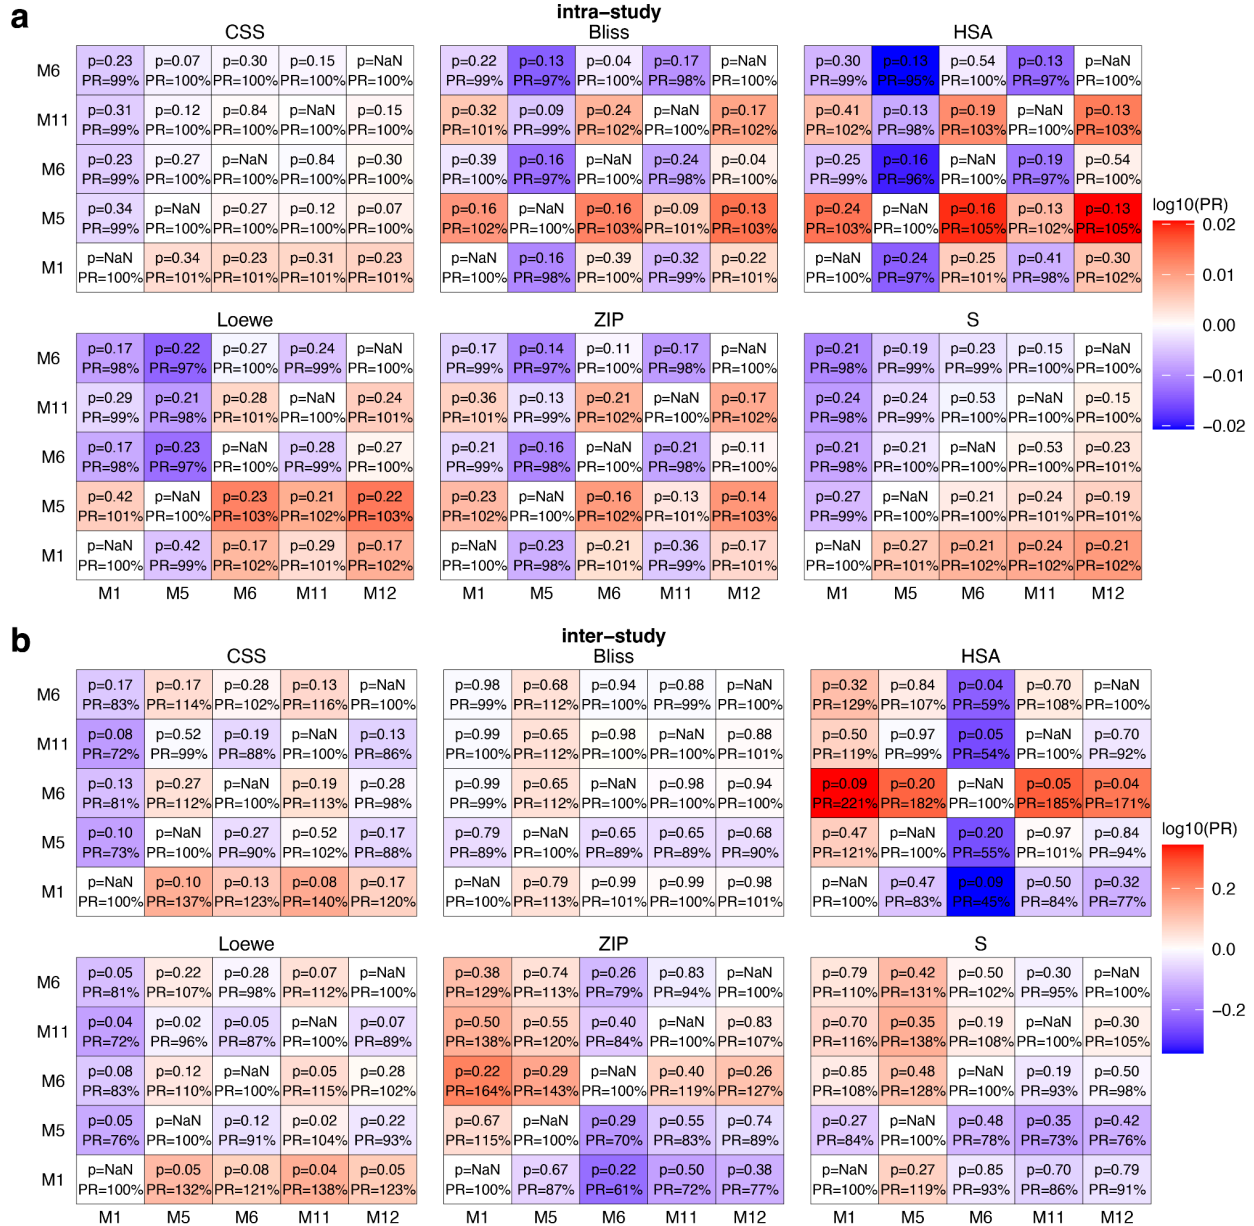 a
intra−study
CSS Bliss HSA
M6 p=0.23 p=0.07 p=0.30 p=0.15 p=NaN p=0.22 p=0.13 p=0.04 p=0.17 p=NaN p=0.30 p=0.13 p=0.54 p=0.13 p=NaN
PR=99% PR=100% PR=100% PR=100% PR=100% PR=99% PR=97% PR=100% PR=98% PR=100% PR=99% PR=95% PR=100% PR=97% PR=100%
M11 p=0.31 p=0.12 p=0.84 p=NaN p=0.15 p=0.32 p=0.09 p=0.24 p=NaN p=0.17 p=0.41 p=0.13 p=0.19 p=NaN p=0.13
PR=99% PR=100% PR=100% PR=100% PR=100% PR=101% PR=99% PR=102% PR=100% PR=102% PR=102% PR=98% PR=103% PR=100% PR=103%
M6 p=0.23 p=0.27 p=NaN p=0.84 p=0.30 p=0.39 p=0.16 p=NaN p=0.24 p=0.04 p=0.25 p=0.16 p=NaN p=0.19 p=0.54
PR=99% PR=100% PR=100% PR=100% PR=100% PR=100% PR=97% PR=100% PR=98% PR=100% PR=99% PR=96% PR=100% PR=97% PR=100%
M5 p=0.34 p=NaN p=0.27 p=0.12 p=0.07 p=0.16 p=NaN p=0.16 p=0.09 p=0.13 p=0.24 p=NaN p=0.16 p=0.13 p=0.13
PR=99% PR=100% PR=100% PR=100% PR=100% PR=102% PR=100% PR=103% PR=101% PR=103% PR=103% PR=100% PR=105% PR=102% PR=105%
M1 p=NaN p=0.34 p=0.23 p=0.31 p=0.23 p=NaN p=0.16 p=0.39 p=0.32 p=0.22 p=NaN p=0.24 p=0.25 p=0.41 p=0.30
PR=100% PR=101% PR=101% PR=101% PR=101% PR=100% PR=98% PR=100% PR=99% PR=101% PR=100% PR=97% PR=101% PR=98% PR=102%
log10(PR)
0.02
0.01
0.00
−0.01
−0.02
Loewe ZIP S
M6 p=0.17 p=0.22 p=0.27 p=0.24 p=NaN p=0.17 p=0.14 p=0.11 p=0.17 p=NaN p=0.21 p=0.19 p=0.23 p=0.15 p=NaN
PR=98% PR=97% PR=100% PR=99% PR=100% PR=99% PR=97% PR=100% PR=98% PR=100% PR=98% PR=99% PR=99% PR=100% PR=100%
M11 p=0.29 p=0.21 p=0.28 p=NaN p=0.24 p=0.36 p=0.13 p=0.21 p=NaN p=0.17 p=0.24 p=0.24 p=0.53 p=NaN p=0.15
PR=99% PR=98% PR=101% PR=100% PR=101% PR=101% PR=99% PR=102% PR=100% PR=102% PR=98% PR=99% PR=100% PR=100% PR=100%
M6 p=0.17 p=0.23 p=NaN p=0.28 p=0.27 p=0.21 p=0.16 p=NaN p=0.21 p=0.11 p=0.21 p=0.21 p=NaN p=0.53 p=0.23
PR=98% PR=97% PR=100% PR=99% PR=100% PR=99% PR=98% PR=100% PR=98% PR=100% PR=98% PR=100% PR=100% PR=100% PR=101%
M5 p=0.42 p=NaN p=0.23 p=0.21 p=0.22 p=0.23 p=NaN p=0.16 p=0.13 p=0.14 p=0.27 p=NaN p=0.21 p=0.24 p=0.19
PR=101% PR=100% PR=103% PR=102% PR=103% PR=102% PR=100% PR=102% PR=101% PR=103% PR=99% PR=100% PR=100% PR=101% PR=101%
M1 p=NaN p=0.42 p=0.17 p=0.29 p=0.17 p=NaN p=0.23 p=0.21 p=0.36 p=0.17 p=NaN p=0.27 p=0.21 p=0.24 p=0.21
PR=100% PR=99% PR=102% PR=101% PR=102% PR=100% PR=98% PR=101% PR=99% PR=101% PR=100% PR=101% PR=102% PR=102% PR=102%
M1 M5 M6 M11 M12 M1 M5 M6 M11 M12 M1 M5 M6 M11 M12
b
inter−study
CSS Bliss HSA
M6 p=0.17 p=0.17 p=0.28 p=0.13 p=NaN p=0.98 p=0.68 p=0.94 p=0.88 p=NaN p=0.32 p=0.84 p=0.04 p=0.70 p=NaN
PR=83% PR=114% PR=102% PR=116% PR=100% PR=99% PR=112% PR=100% PR=99% PR=100% PR=129% PR=107% PR=59% PR=108% PR=100%
M11 p=0.08 p=0.52 p=0.19 p=NaN p=0.13 p=0.99 p=0.65 p=0.98 p=NaN p=0.88 p=0.50 p=0.97 p=0.05 p=NaN p=0.70
PR=72% PR=99% PR=88% PR=100% PR=86% PR=100% PR=112% PR=100% PR=100% PR=101% PR=119% PR=99% PR=54% PR=100% PR=92%
M6 p=0.13 p=0.27 p=NaN p=0.19 p=0.28 p=0.99 p=0.65 p=NaN p=0.98 p=0.94 p=0.09 p=0.20 p=NaN p=0.05 p=0.04
PR=81% PR=112% PR=100% PR=113% PR=98% PR=99% PR=112% PR=100% PR=100% PR=100% PR=221% PR=182% PR=100% PR=185% PR=171%
M5 p=0.10 p=NaN p=0.27 p=0.52 p=0.17 p=0.79 p=NaN p=0.65 p=0.65 p=0.68 p=0.47 p=NaN p=0.20 p=0.97 p=0.84
PR=73% PR=100% PR=90% PR=102% PR=88% PR=89% PR=100% PR=89% PR=89% PR=90% PR=121% PR=100% PR=55% PR=101% PR=94%
M1 p=NaN p=0.10 p=0.13 p=0.08 p=0.17 p=NaN p=0.79 p=0.99 p=0.99 p=0.98 p=NaN p=0.47 p=0.09 p=0.50 p=0.32
PR=100% PR=137% PR=123% PR=140% PR=120% PR=100% PR=113% PR=101% PR=100% PR=101% PR=100% PR=83% PR=45% PR=84% PR=77%
log10(PR)
0.2
0.0
−0.2
Loewe ZIP S
M6 p=0.05 p=0.22 p=0.28 p=0.07 p=NaN p=0.38 p=0.74 p=0.26 p=0.83 p=NaN p=0.79 p=0.42 p=0.50 p=0.30 p=NaN
PR=81% PR=107% PR=98% PR=112% PR=100% PR=129% PR=113% PR=79% PR=94% PR=100% PR=110% PR=131% PR=102% PR=95% PR=100%
M11 p=0.04 p=0.02 p=0.05 p=NaN p=0.07 p=0.50 p=0.55 p=0.40 p=NaN p=0.83 p=0.70 p=0.35 p=0.19 p=NaN p=0.30
PR=72% PR=96% PR=87% PR=100% PR=89% PR=138% PR=120% PR=84% PR=100% PR=107% PR=116% PR=138% PR=108% PR=100% PR=105%
M6 p=0.08 p=0.12 p=NaN p=0.05 p=0.28 p=0.22 p=0.29 p=NaN p=0.40 p=0.26 p=0.85 p=0.48 p=NaN p=0.19 p=0.50
PR=83% PR=110% PR=100% PR=115% PR=102% PR=164% PR=143% PR=100% PR=119% PR=127% PR=108% PR=128% PR=100% PR=93% PR=98%
M5 p=0.05 p=NaN p=0.12 p=0.02 p=0.22 p=0.67 p=NaN p=0.29 p=0.55 p=0.74 p=0.27 p=NaN p=0.48 p=0.35 p=0.42
PR=76% PR=100% PR=91% PR=104% PR=93% PR=115% PR=100% PR=70% PR=83% PR=89% PR=84% PR=100% PR=78% PR=73% PR=76%
M1 p=NaN p=0.05 p=0.08 p=0.04 p=0.05 p=NaN p=0.67 p=0.22 p=0.50 p=0.38 p=NaN p=0.27 p=0.85 p=0.70 p=0.79
PR=100% PR=132% PR=121% PR=138% PR=123% PR=100% PR=87% PR=61% PR=72% PR=77% PR=100% PR=119% PR=93% PR=86% PR=91%
M1 M5 M6 M11 M12 M1 M5 M6 M11 M12 M1 M5 M6 M11 M12